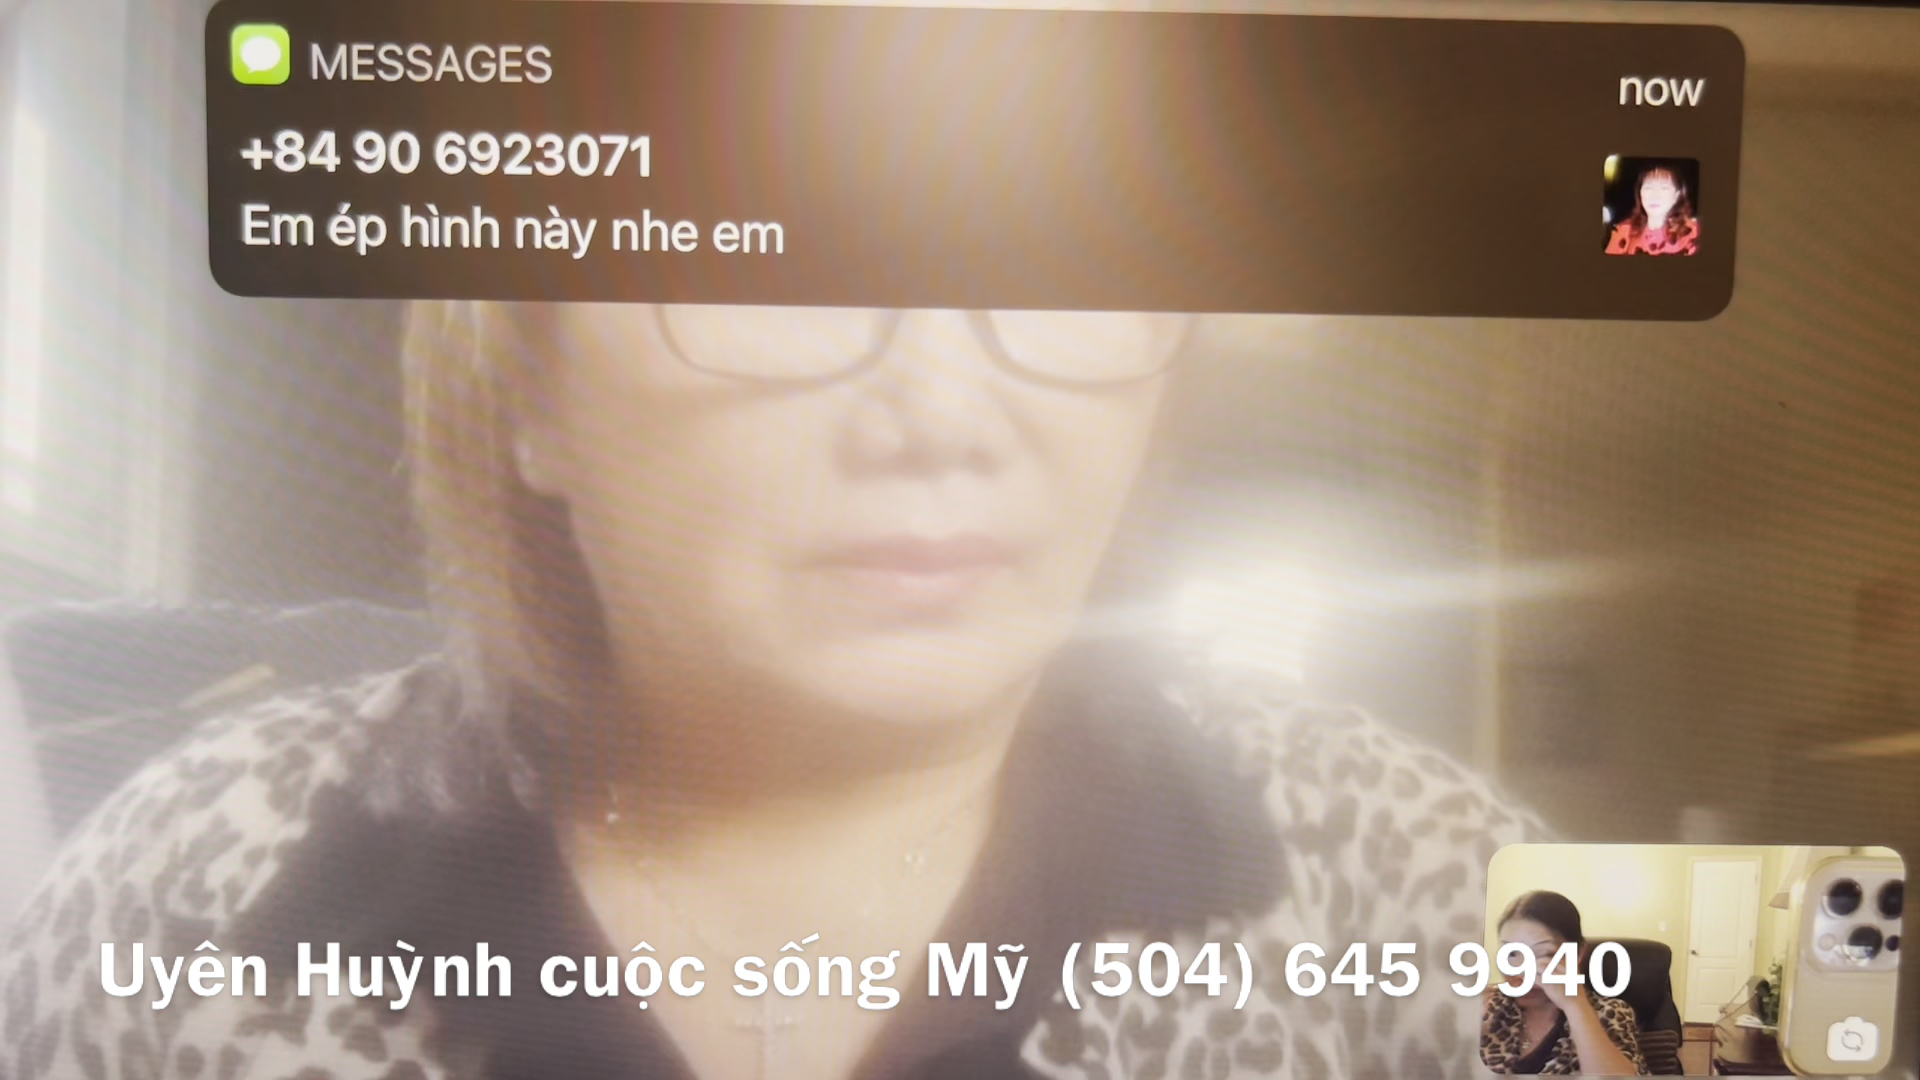 MESSAGES
now
+84 90 6923071
Em ép hình này nhe em
Uyên Huỳnh cuộc sống Mỹ (504) 645 9940